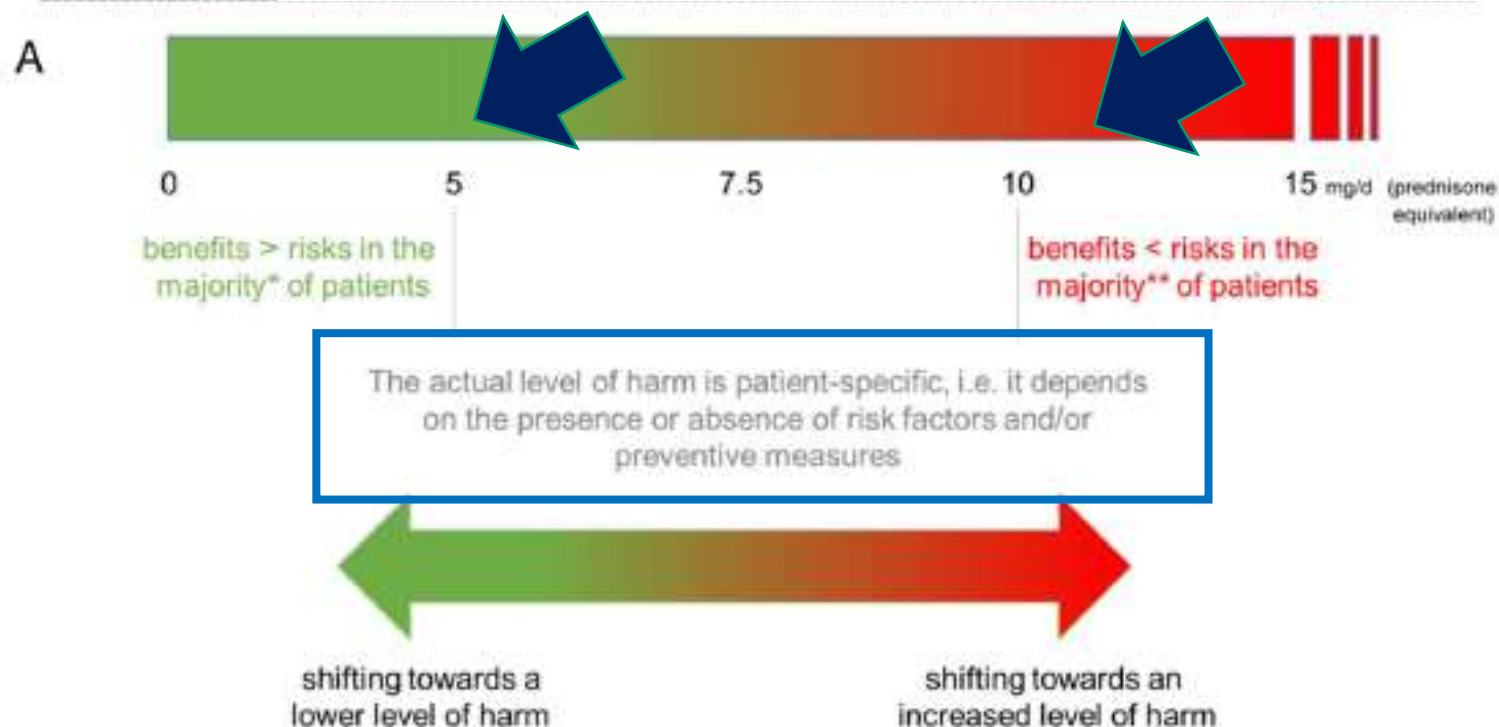 A
0 5 7.5 10 15 mg/d (prednisone
equivalent)
benefits > risks in the
majority* of patients
benefits < risks in the
majority** of patients
The actual level of harm is patient-specific, i.e. it depends
on the presence or absence of risk factors and/or
preventive measures
shifting towards a
lower level of harm
shifting towards an
increased level of harm